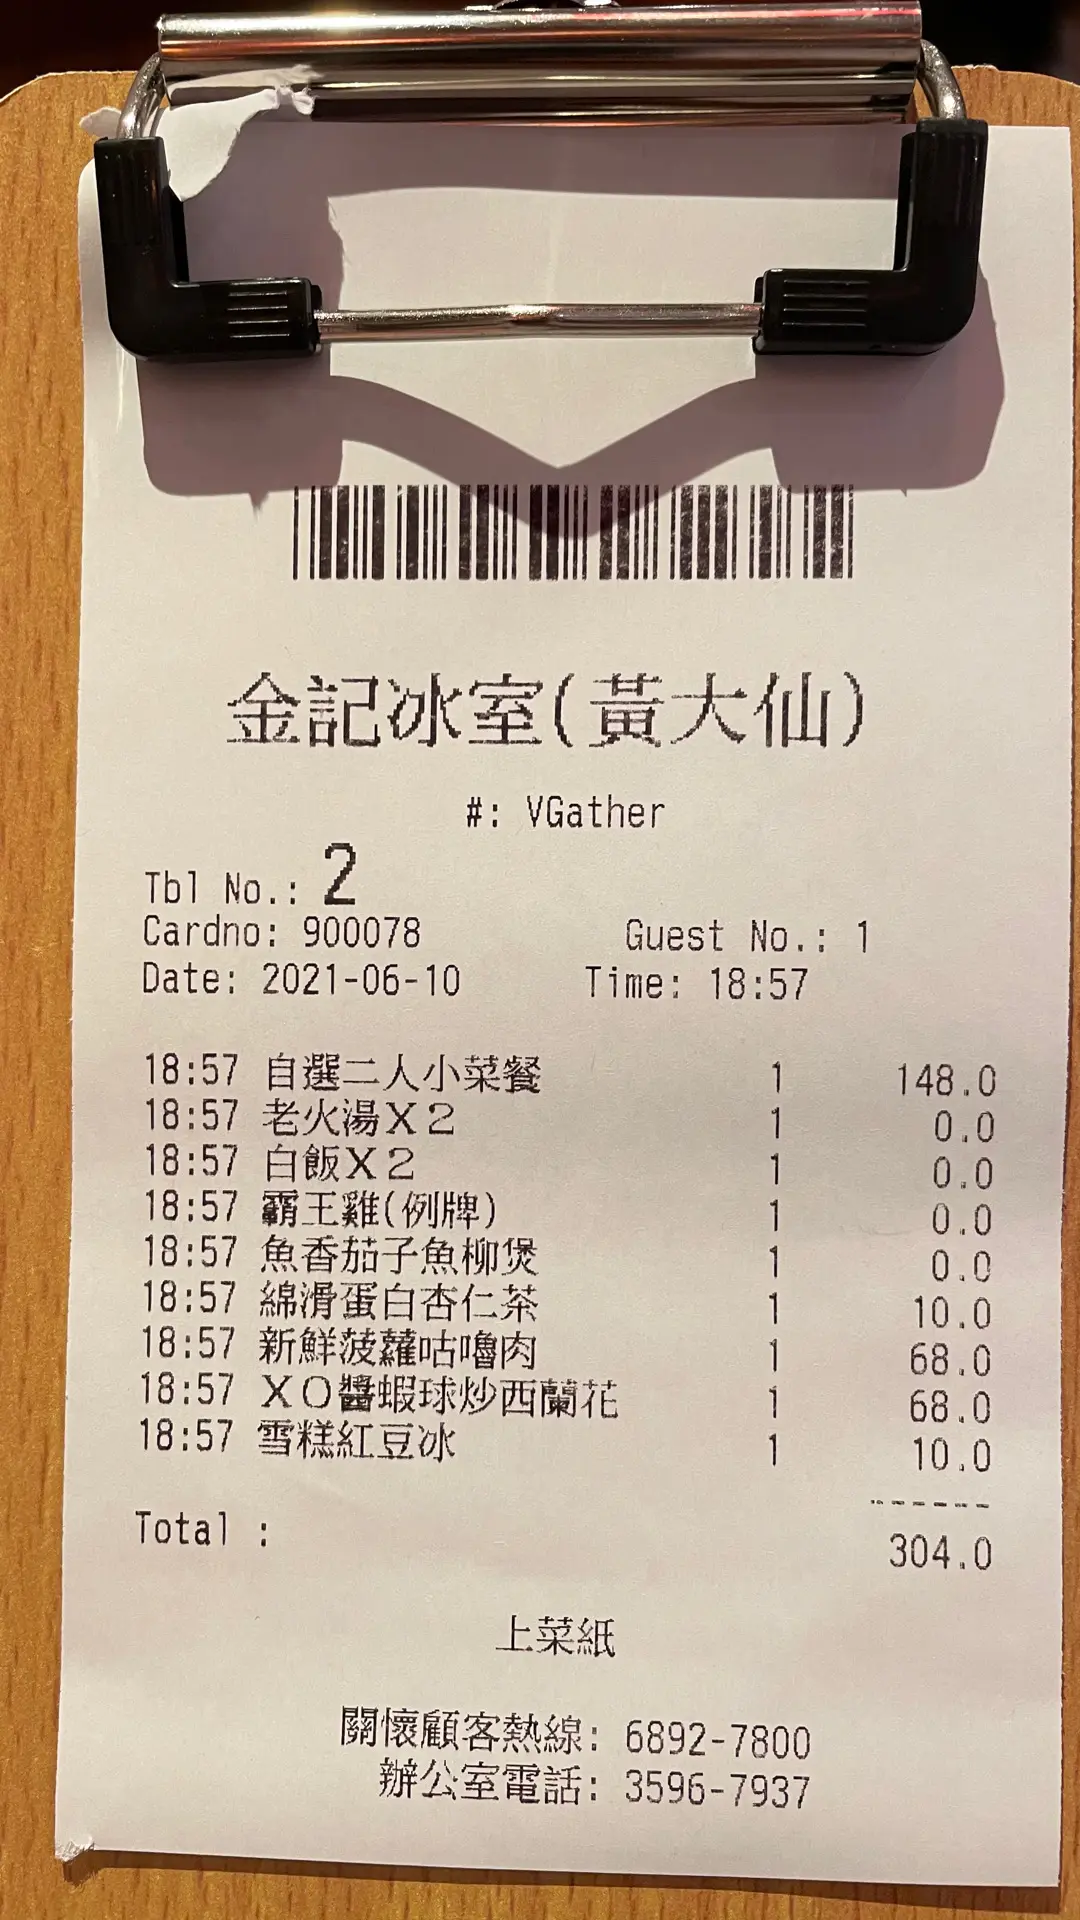 金記冰室(黃大仙)
#: VGather
Tbl No.: 2
Cardno: 900078 Guest No.: 1
Date: 2021-06-10 Time: 18:57
18:57 自選二人小菜餐 1 148.0
18:57 老火湯X2 1 0.0
18:57 白飯X2 1 0.0
18:57 霸王雞(例牌) 1 0.0
18:57 魚香茄子魚柳煲 1 0.0
18:57 綿滑蛋白杏仁茶 1 10.0
18:57 新鮮菠蘿咕嚕肉 1 68.0
18:57 XO醬蝦球炒西蘭花 1 68.0
18:57 雪糕紅豆冰 1 10.0
------
Total : 304.0
上菜紙
關懷顧客熱線: 6892-7800
辦公室電話: 3596-7937